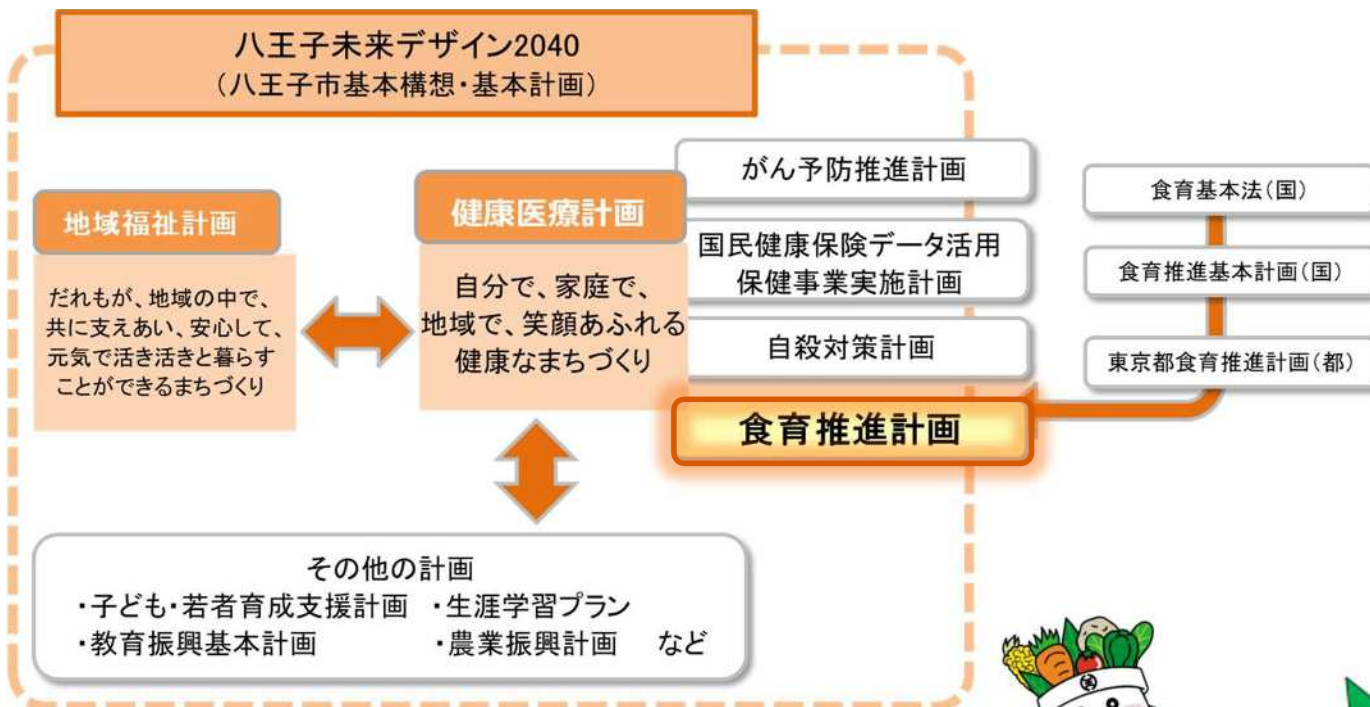 八王子未来デザイン2040
（八王子市基本構想・基本計画）
地域福祉計画
だれもが、地域の中で、
共に支えあい、安心して、
元気で活き活きと暮らす
ことができるまちづくり
健康医療計画
自分で、家庭で、
地域で、笑顔あふれる
健康なまちづくり
がん予防推進計画
国民健康保険データ活用
保健事業実施計画
自殺対策計画
食育推進計画
食育基本法（国）
食育推進基本計画（国）
東京都食育推進計画（都）
その他の計画
・子ども・若者育成支援計画 ・生涯学習プラン
・教育振興基本計画 ・農業振興計画 など